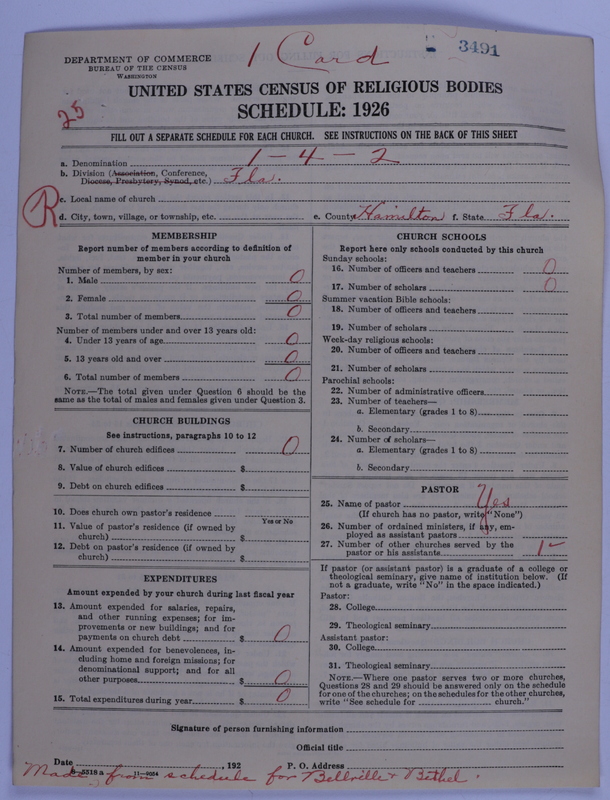 1 Card
3491
DEPARTMENT OF COMMERCE
BUREAU OF THE CENSUS
WASHINGTON
UNITED STATES CENSUS OF RELIGIOUS BODIES
SCHEDULE: 1926
25
FILL OUT A SEPARATE SCHEDULE FOR EACH CHURCH. SEE INSTRUCTIONS ON THE BACK OF THIS SHEET
a. Denomination 1-4-2
b. Division (Association, Conference,
Diocese, Presbytery, Synod, etc.) Fla.
R
c. Local name of church
d. City, town, village, or township, etc. e. County Hamilton f. State Fla.
MEMBERSHIP
Report number of members according to definition of
member in your church
Number of members, by sex:
1. Male 0
2. Female 0
3. Total number of members 0
Number of members under and over 13 years old:
4. Under 13 years of age 0
5. 13 years old and over 0
6. Total number of members 0
NOTE.—The total given under Question 6 should be the
same as the total of males and females given under Question 3.
CHURCH BUILDINGS
See instructions, paragraphs 10 to 12
7. Number of church edifices 0
8. Value of church edifices $
9. Debt on church edifices $
10. Does church own pastor's residence
Yes or No
11. Value of pastor's residence (if owned by
church) $
12. Debt on pastor's residence (if owned by
church) $
EXPENDITURES
Amount expended by your church during last fiscal year
13. Amount expended for salaries, repairs,
and other running expenses; for im-
provements or new buildings; and for
payments on church debt $ 0
14. Amount expended for benevolences, in-
cluding home and foreign missions; for
denominational support; and for all
other purposes $ 0
15. Total expenditures during year $ 0
CHURCH SCHOOLS
Report here only schools conducted by this church
Sunday schools:
16. Number of officers and teachers 0
17. Number of scholars 0
Summer vacation Bible schools:
18. Number of officers and teachers
19. Number of scholars
Week-day religious schools:
20. Number of officers and teachers
21. Number of scholars
Parochial schools:
22. Number of administrative officers
23. Number of teachers—
a. Elementary (grades 1 to 8)
b. Secondary
24. Number of scholars—
a. Elementary (grades 1 to 8)
b. Secondary
PASTOR
25. Name of pastor Yes
(If church has no pastor, write "None")
26. Number of ordained ministers, if any, em-
ployed as assistant pastors
27. Number of other churches served by the
pastor or his assistants 1-
If pastor (or assistant pastor) is a graduate of a college or
theological seminary, give name of institution below. (If
not a graduate, write "No" in the space indicated.)
Pastor:
28. College
29. Theological seminary
Assistant pastor:
30. College
31. Theological seminary
NOTE.—Where one pastor serves two or more churches,
Questions 28 and 29 should be answered only on the schedule
for one of the churches; on the schedules for the other churches,
write "See schedule for church."
Signature of person furnishing information
Official title
Date , 192 P. O. Address
8-5518 a 11-9054
Made from schedule for Bellville & Bethel.